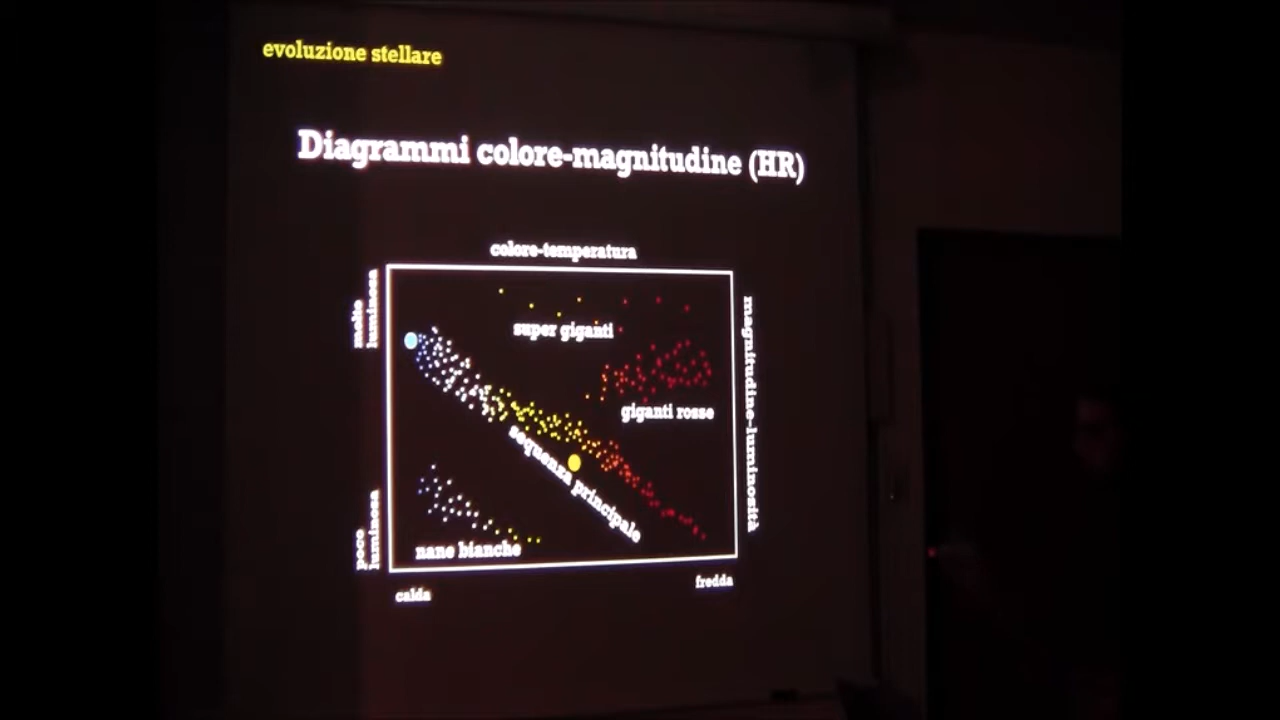 evoluzione stellare
Diagrammi colore-magnitudine (HR)
colore-temperatura
molto
luminosa
super giganti
giganti rosse
magnitudine-luminosità
sequenza principale
poco
luminosa
nane bianche
calda
fredda